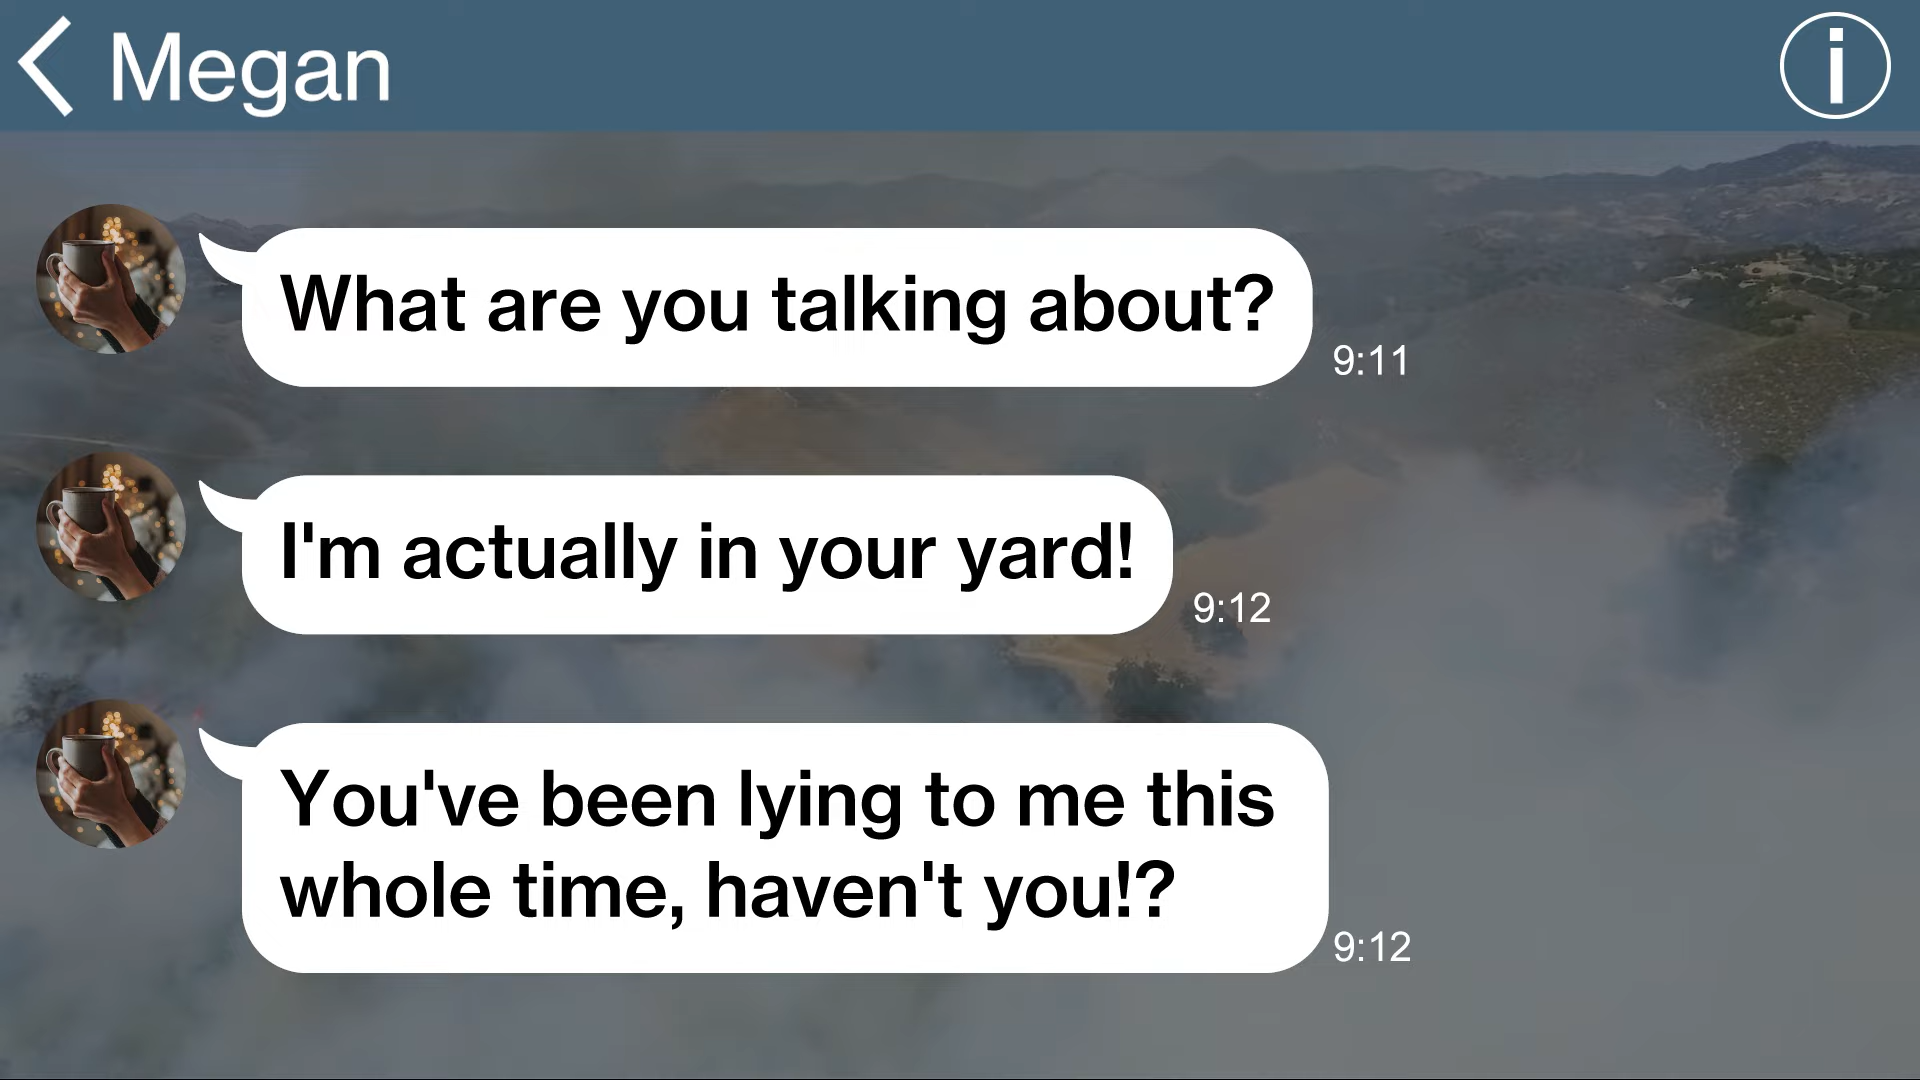 Megan
What are you talking about?
9:11
I'm actually in your yard!
9:12
You've been lying to me this
whole time, haven't you!?
9:12